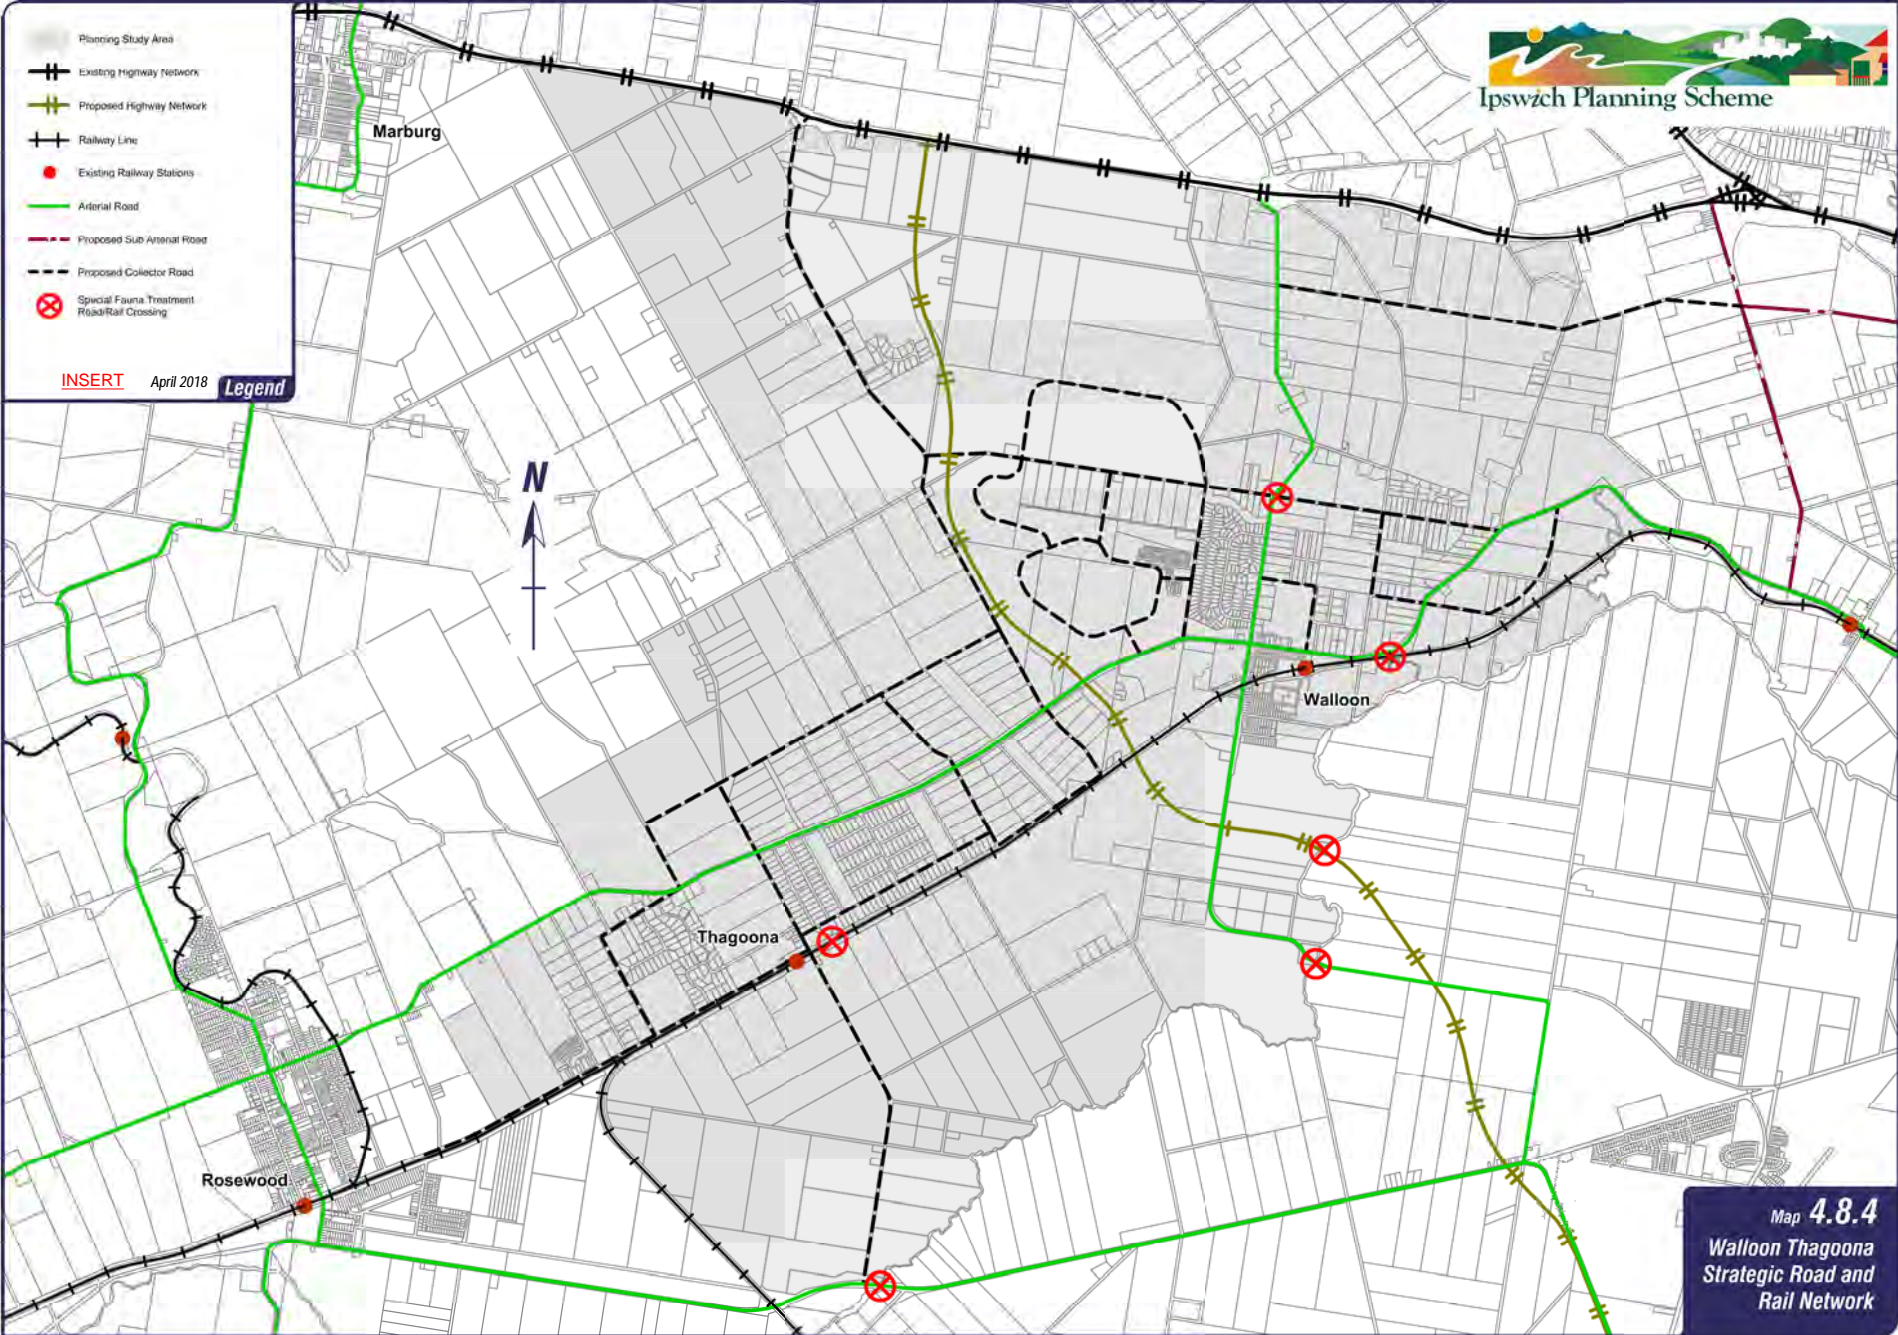 Planning Study Area
Existing Highway Network
Proposed Highway Network
Railway Line
Existing Railway Stations
Arterial Road
Proposed Sub Arterial Road
Proposed Collector Road
Special Fauna Treatment
Road/Rail Crossing
INSERT April 2018 Legend
Ipswich Planning Scheme
Marburg
N
Walloon
Thagoona
Rosewood
Map 4.8.4
Walloon Thagoona
Strategic Road and
Rail Network